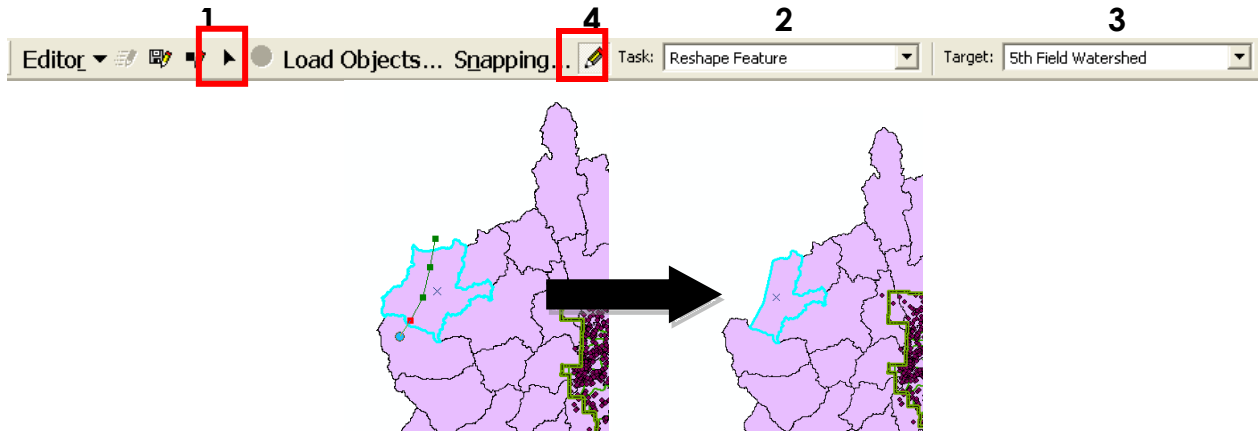 1 4 2 3
Editor Load Objects... Snapping... Task: Reshape Feature Target: 5th Field Watershed